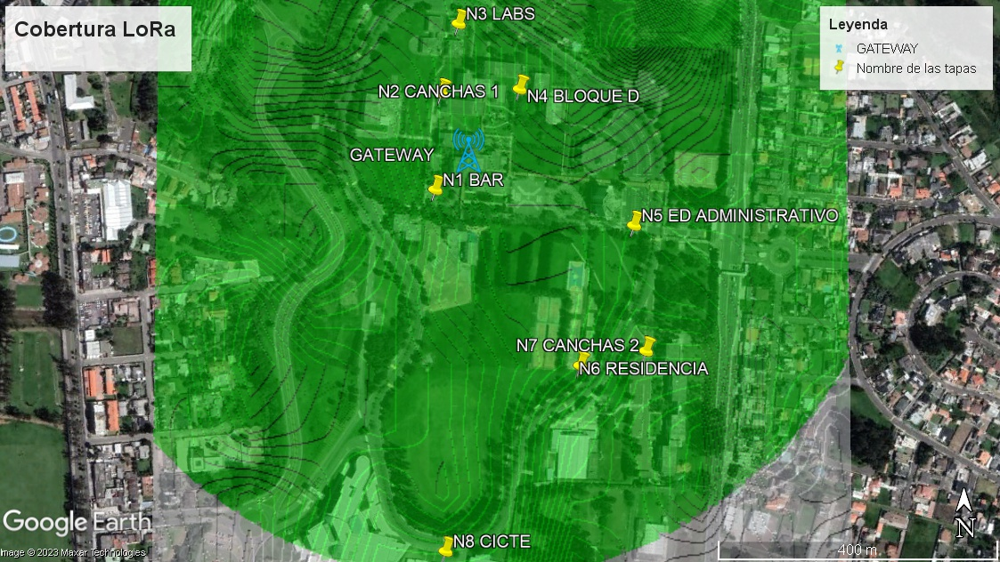 Cobertura LoRa
N3 LABS
Leyenda
GATEWAY
Nombre de las tapas
N2 CANCHAS 1
N4 BLOQUE D
GATEWAY
N1 BAR
N5 ED ADMINISTRATIVO
N7 CANCHAS 2
N6 RESIDENCIA
Google Earth
N8 CICTE
N
400 m
Image © 2023 Maxar Technologies